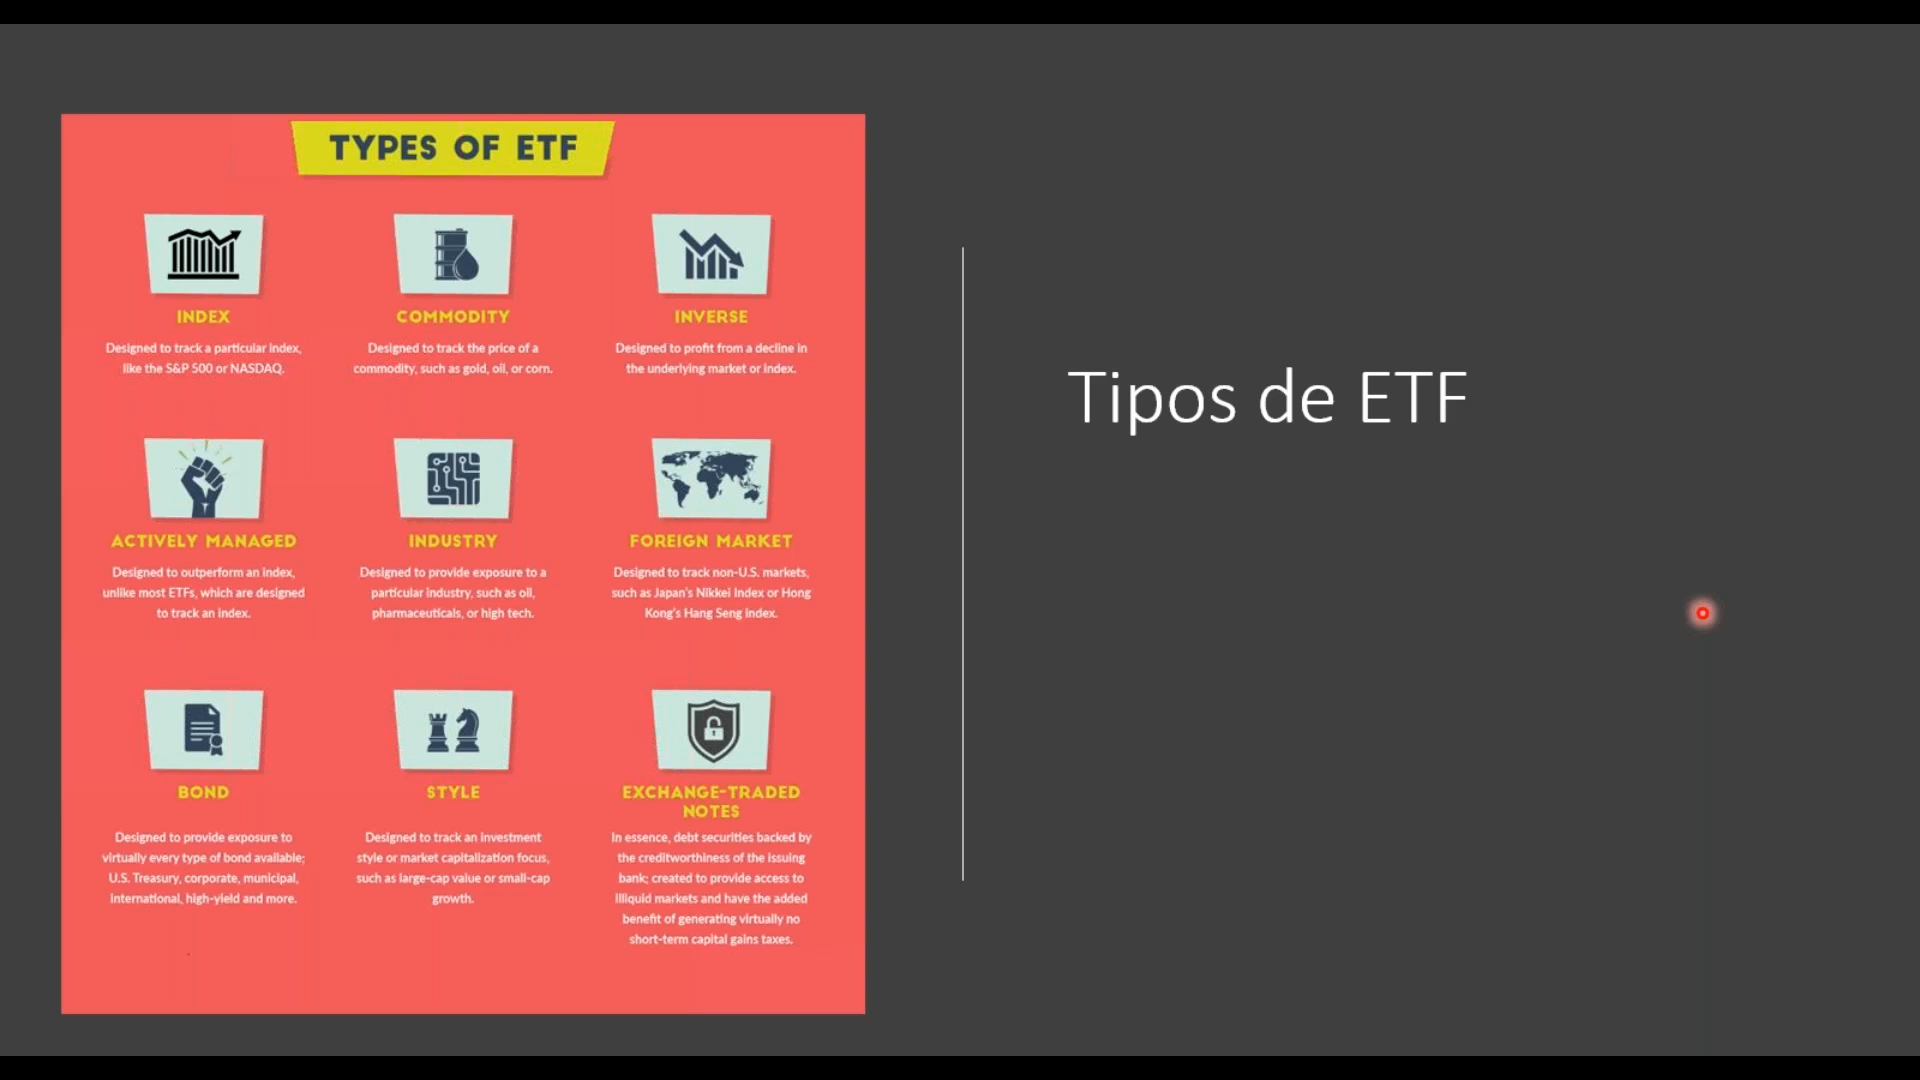 TYPES OF ETF
INDEX
Designed to track a particular index,
like the S&P 500 or NASDAQ.
COMMODITY
Designed to track the price of a
commodity, such as gold, oil, or corn.
INVERSE
Designed to profit from a decline in
the underlying market or index.
ACTIVELY MANAGED
Designed to outperform an index,
unlike most ETFs, which are designed
to track an index.
INDUSTRY
Designed to provide exposure to a
particular industry, such as oil,
pharmaceuticals, or high tech.
FOREIGN MARKET
Designed to track non-U.S. markets,
such as Japan's Nikkei Index or Hong
Kong's Hang Seng index.
BOND
Designed to provide exposure to
virtually every type of bond available;
U.S. Treasury, corporate, municipal,
international, high-yield and more.
STYLE
Designed to track an investment
style or market capitalization focus,
such as large-cap value or small-cap
growth.
EXCHANGE-TRADED
NOTES
In essence, debt securities backed by
the creditworthiness of the issuing
bank; created to provide access to
illiquid markets and have the added
benefit of generating virtually no
short-term capital gains taxes.
Tipos de ETF